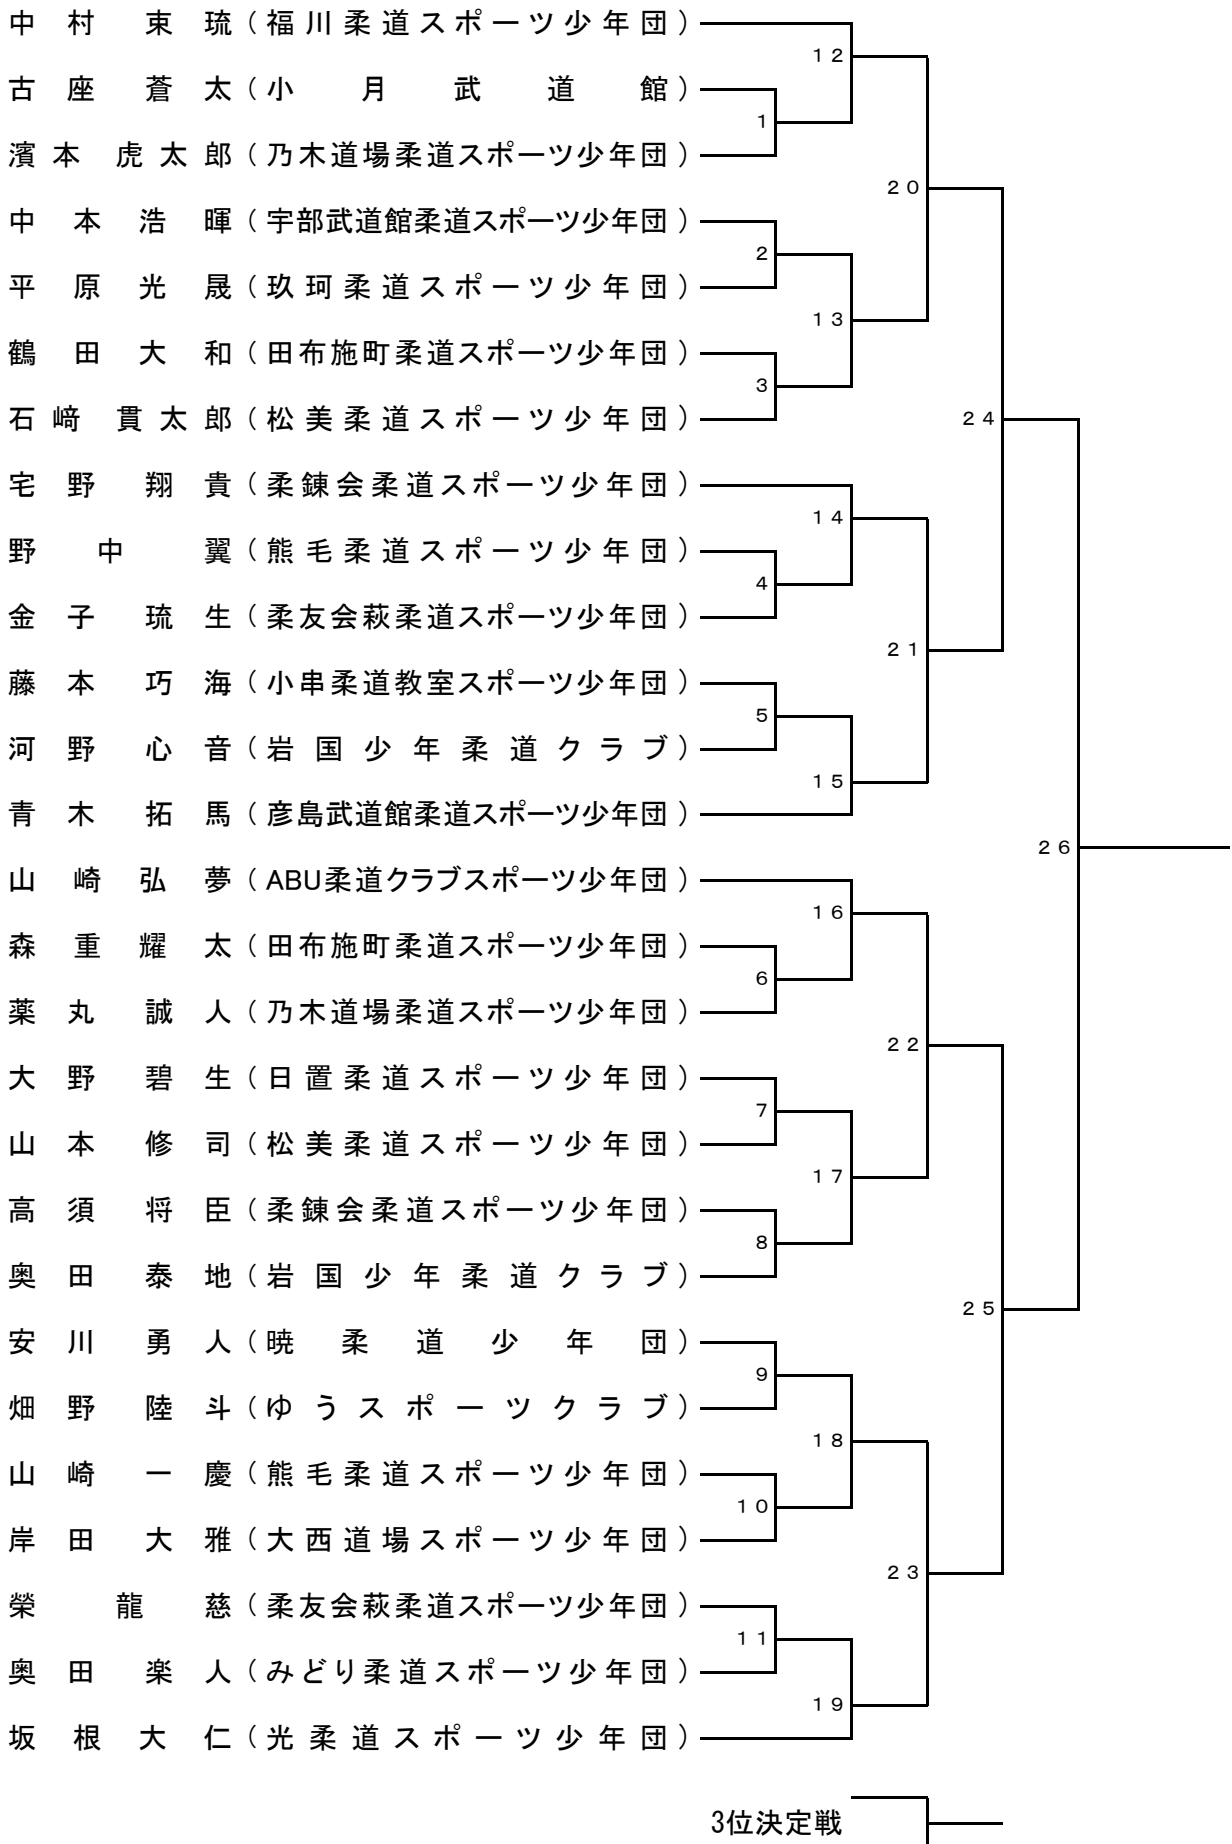 中村 束琉(福川柔道スポーツ少年団)
12
古座 蒼太(小月武道館)
1
濱本 虎太郎(乃木道場柔道スポーツ少年団)
20
中本浩暉(宇部武道館柔道スポーツ少年団)
2
平原光晟(玖珂柔道スポーツ少年団)
13
鶴田大和(田布施町柔道スポーツ少年団)
3
石﨑 貫太郎(松美柔道スポーツ少年団)
24
宅野 翔貴(柔錬会柔道スポーツ少年団)
14
野中 翼(熊毛柔道スポーツ少年団)
4
金子 琉生(柔友会萩柔道スポーツ少年団)
21
藤本 巧海(小串柔道教室スポーツ少年団)
5
河野 心音(岩国少年柔道クラブ)
15
青木 拓馬(彦島武道館柔道スポーツ少年団)
26
山崎弘夢(ABU柔道クラブスポーツ少年団)
16
森重耀太(田布施町柔道スポーツ少年団)
6
薬丸 誠人(乃木道場柔道スポーツ少年団)
22
大野 碧生(日置柔道スポーツ少年団)
7
山本 修司(松美柔道スポーツ少年団)
17
高須 将臣(柔錬会柔道スポーツ少年団)
8
奥田 泰地(岩国少年柔道クラブ)
25
安川 勇人(暁柔道少年団)
9
畑野 陸斗(ゆうスポーツクラブ)
18
山崎 一慶(熊毛柔道スポーツ少年団)
10
岸田 大雅(大西道場スポーツ少年団)
23
榮 龍慈(柔友会萩柔道スポーツ少年団)
11
奥田 楽人(みどり柔道スポーツ少年団)
19
坂根大仁(光柔道スポーツ少年団)
3位決定戦